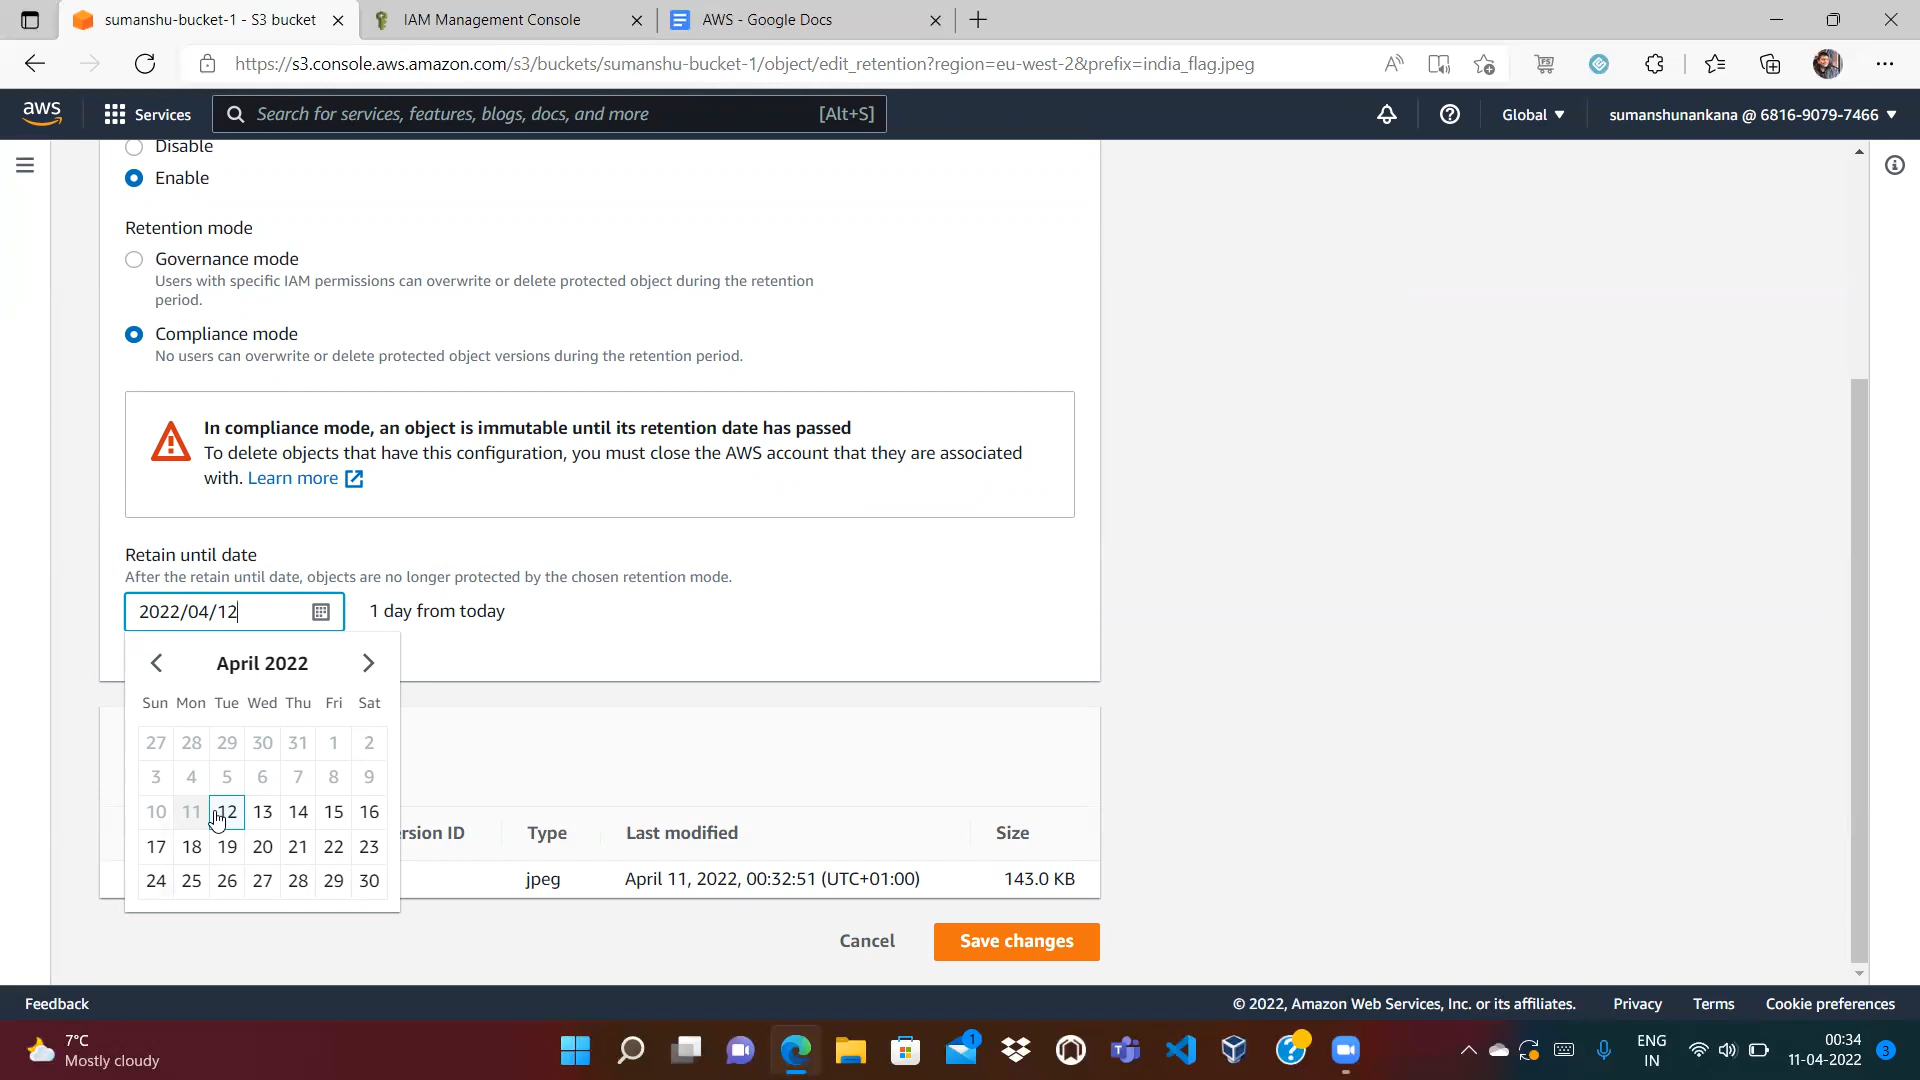 sumanshu-bucket-1 - S3 bucket
IAM Management Console
AWS - Google Docs
https://s3.console.aws.amazon.com/s3/buckets/sumanshu-bucket-1/object/edit_retention?region=eu-west-2&prefix=india_flag.jpeg
aws
Services
Search for services, features, blogs, docs, and more [Alt+S]
Global
sumanshunankana @ 6816-9079-7466
Disable
Enable
Retention mode
Governance mode
Users with specific IAM permissions can overwrite or delete protected object during the retention
period.
Compliance mode
No users can overwrite or delete protected object versions during the retention period.
In compliance mode, an object is immutable until its retention date has passed
To delete objects that have this configuration, you must close the AWS account that they are associated
with. Learn more
Retain until date
After the retain until date, objects are no longer protected by the chosen retention mode.
2022/04/12
1 day from today
April 2022
Sun Mon Tue Wed Thu Fri Sat
27 28 29 30 31 1 2
3 4 5 6 7 8 9
10 11 12 13 14 15 16
17 18 19 20 21 22 23
24 25 26 27 28 29 30
rsion ID
Type
Last modified
Size
jpeg
April 11, 2022, 00:32:51 (UTC+01:00)
143.0 KB
Cancel
Save changes
Feedback
© 2022, Amazon Web Services, Inc. or its affiliates.
Privacy
Terms
Cookie preferences
7°C
Mostly cloudy
1
ENG
IN
00:34
11-04-2022
3